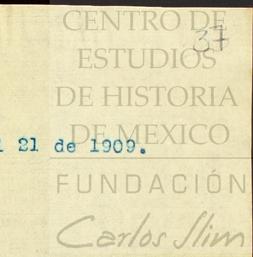 CENTRO DE
37
ESTUDIOS
DE HISTORIA
DE MEXICO
l 21 de 1909.
FUNDACIÓN
Carlos Slim